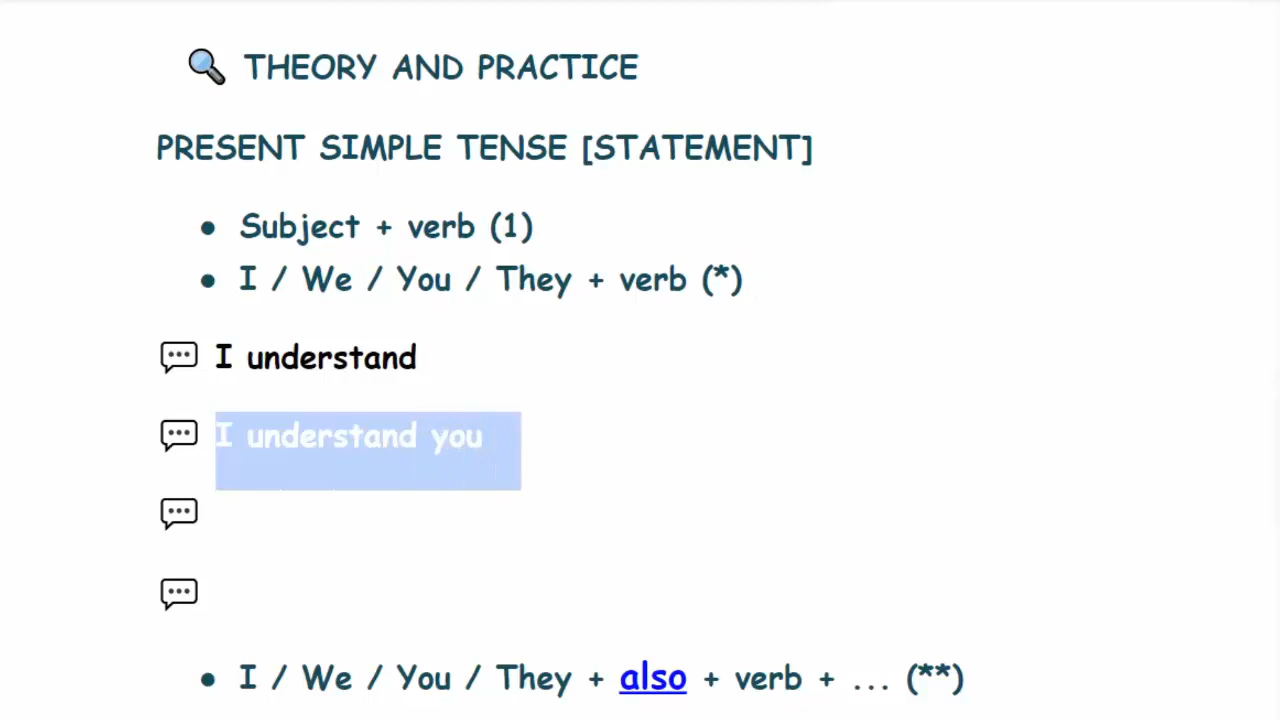 THEORY AND PRACTICE
PRESENT SIMPLE TENSE [STATEMENT]
● Subject + verb (1)
● I / We / You / They + verb (*)
I understand
I understand you
● I / We / You / They + also + verb + ... (**)